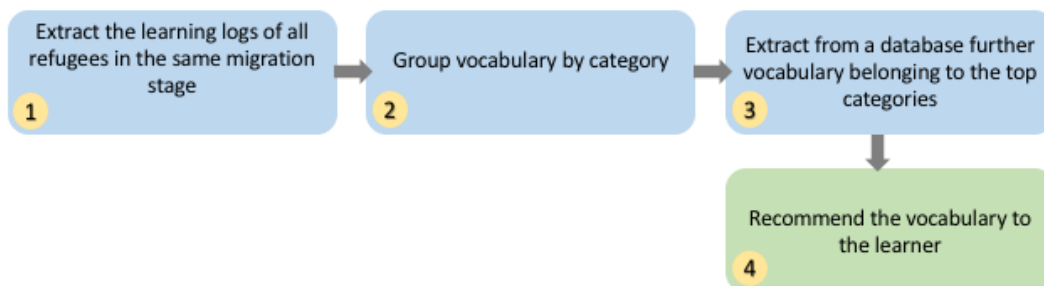 Extract the learning logs of all
refugees in the same migration
stage
1
Group vocabulary by category
2
Extract from a database further
vocabulary belonging to the top
categories
3
Recommend the vocabulary to
the learner
4